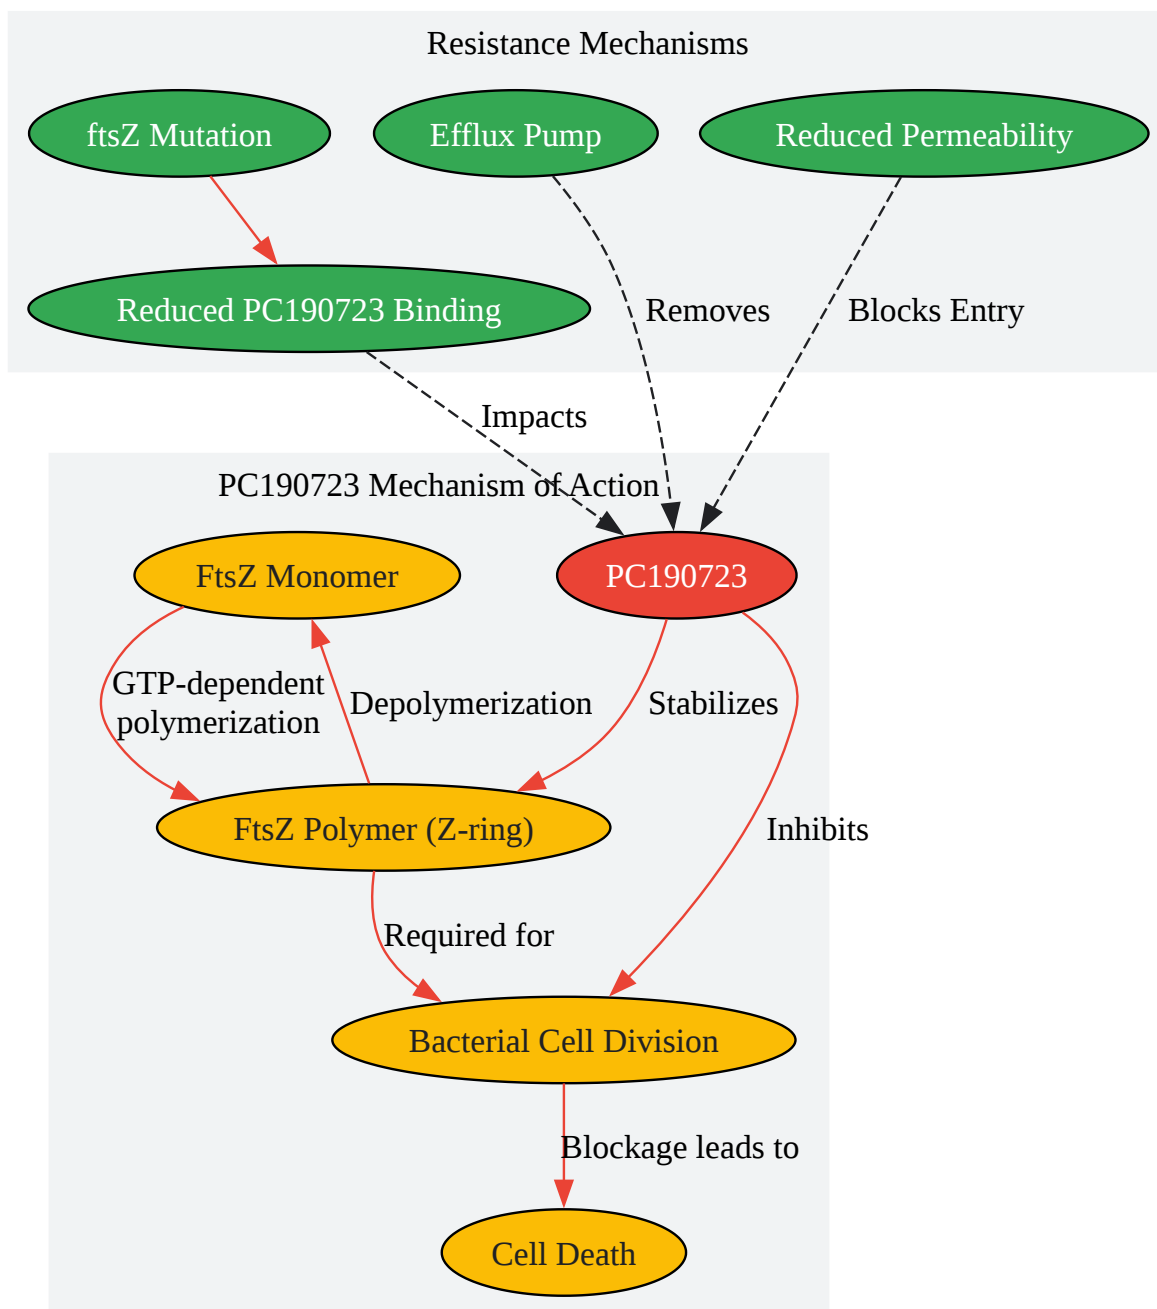 Resistance Mechanisms
ftsZ Mutation
Efflux Pump
Reduced Permeability
Reduced PC190723 Binding
Removes
Blocks Entry
Impacts
PC190723 Mechanism of Action
FtsZ Monomer
PC190723
GTP-dependent
polymerization
Depolymerization
Stabilizes
FtsZ Polymer (Z-ring)
Inhibits
Required for
Bacterial Cell Division
Blockage leads to
Cell Death